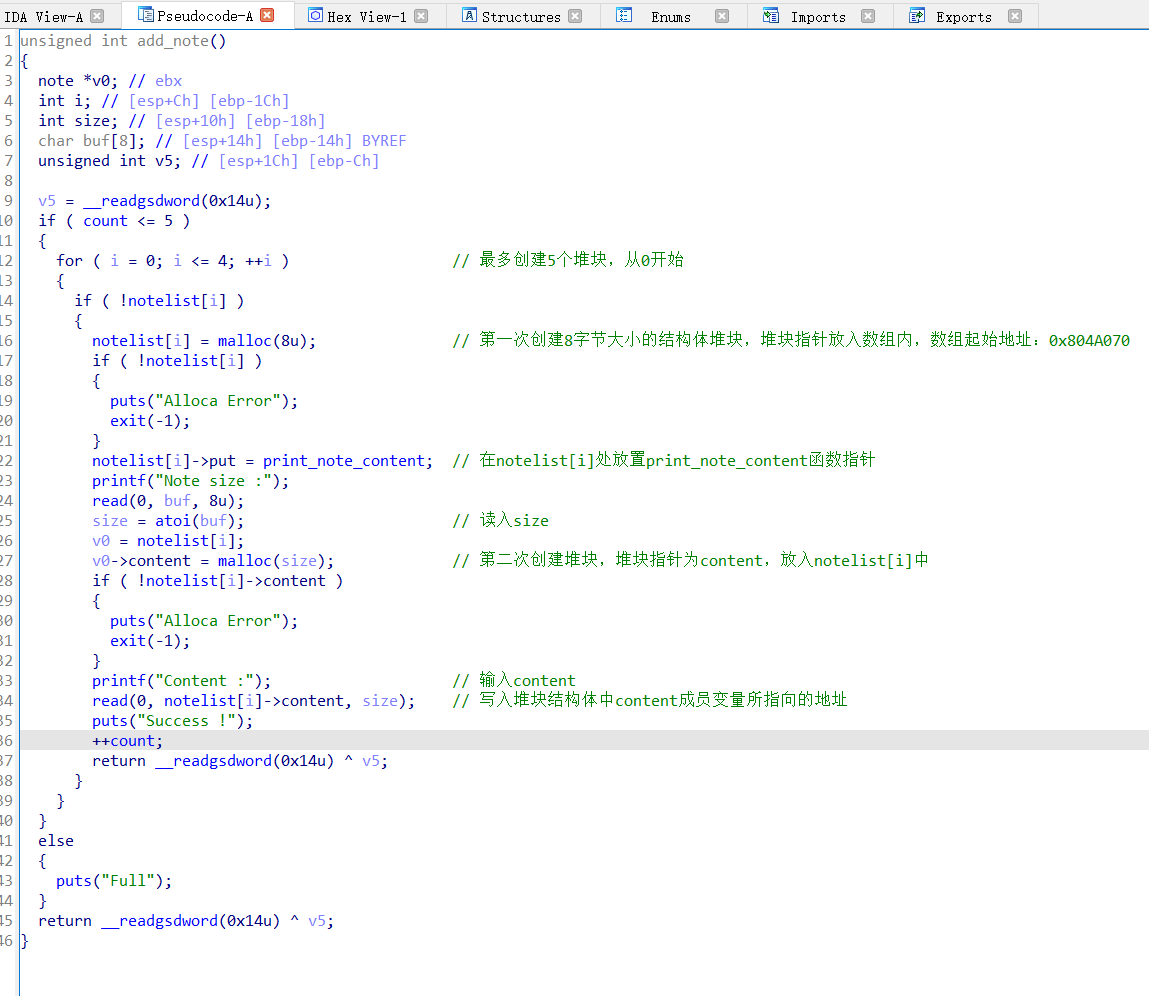 IDA View-A Pseudocode-A Hex View-1 Structures Enums Imports Exports
1 unsigned int add_note()
2 {
3 note *v0; // ebx
4 int i; // [esp+Ch] [ebp-1Ch]
5 int size; // [esp+10h] [ebp-18h]
6 char buf[8]; // [esp+14h] [ebp-14h] BYREF
7 unsigned int v5; // [esp+1Ch] [ebp-Ch]
8
9 v5 = __readgsdword(0x14u);
10 if ( count <= 5 )
11 {
12 for ( i = 0; i <= 4; ++i ) // 最多创建5个堆块，从0开始
13 {
14 if ( !notelist[i] )
15 {
16 notelist[i] = malloc(8u); // 第一次创建8字节大小的结构体堆块，堆块指针放入数组内，数组起始地址：0x804A070
17 if ( !notelist[i] )
18 {
19 puts("Alloca Error");
20 exit(-1);
21 }
22 notelist[i]->put = print_note_content; // 在notelist[i]处放置print_note_content函数指针
23 printf("Note size :");
24 read(0, buf, 8u);
25 size = atoi(buf); // 读入size
26 v0 = notelist[i];
27 v0->content = malloc(size); // 第二次创建堆块，堆块指针为content，放入notelist[i]中
28 if ( !notelist[i]->content )
29 {
30 puts("Alloca Error");
31 exit(-1);
32 }
33 printf("Content :"); // 输入content
34 read(0, notelist[i]->content, size); // 写入堆块结构体中content成员变量所指向的地址
35 puts("Success !");
36 ++count;
37 return __readgsdword(0x14u) ^ v5;
38 }
39 }
40 }
41 else
42 {
43 puts("Full");
44 }
45 return __readgsdword(0x14u) ^ v5;
46 }